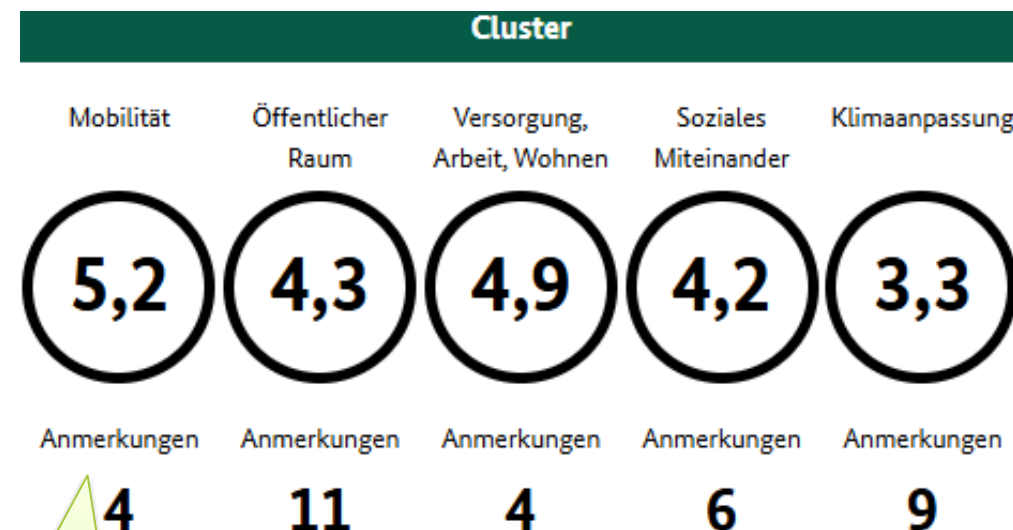 Cluster
Mobilität Öffentlicher Raum Versorgung, Arbeit, Wohnen Soziales Miteinander Klimaanpassung
5,2 4,3 4,9 4,2 3,3
Anmerkungen Anmerkungen Anmerkungen Anmerkungen Anmerkungen
4 11 4 6 9